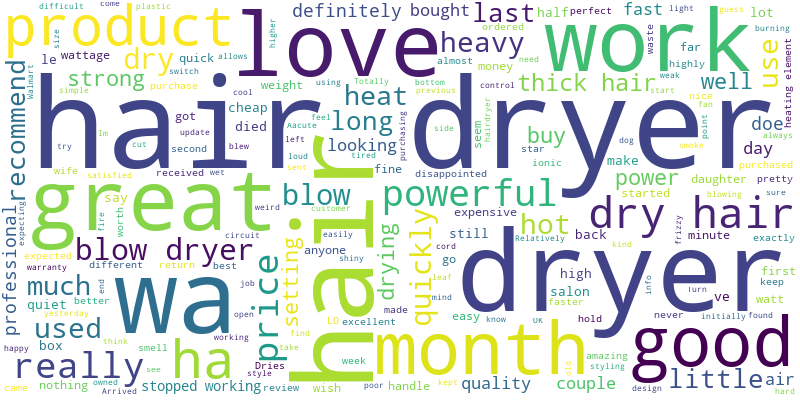 difficult come plastic
product
love
definitely bought last half perfect fast light guess
size higher ordered
work
le wattage
dry quick allows
heavy almost money need
lot burning
far highly waste
use
heating element
Walmart
strong
switch using Totally bottom previous control weak start
simple purchase weight cool
thick hair well nice fan
recommend
hair dryer
heat
got cheap
update died Aacute feel
long
purchasing
side seem hairdryer
buy
point doe always
try Im cut second blew left loud tired
looking
star ionic dog make smoke day
wife received wet sent fine disappointed purchased
satisfied
hair
great
say worth fire
blow
powerful
power daughter pretty
started blowing sure
professional
expecting
expected circuit weird customer
setting
easily
drying
quickly
expensive
hot
dry hair
blow dryer
price
anyone shiny
still cord Relatively back minute frizzy exactly
warranty different return best
go high kind
dryer
first
much
wa
end better quiet job
LO cord leaf mind
salon faster
info
ve watt keep
yesterday open excellent made easy know OK
hold never Turn initially found
used
working find
month
good
box think smell
really
ha
Dries take week
amazing styling
little air
happy see style
wish
poor handle quality couple
old
nothing owned stopped working review
kept design hard
came Arrived